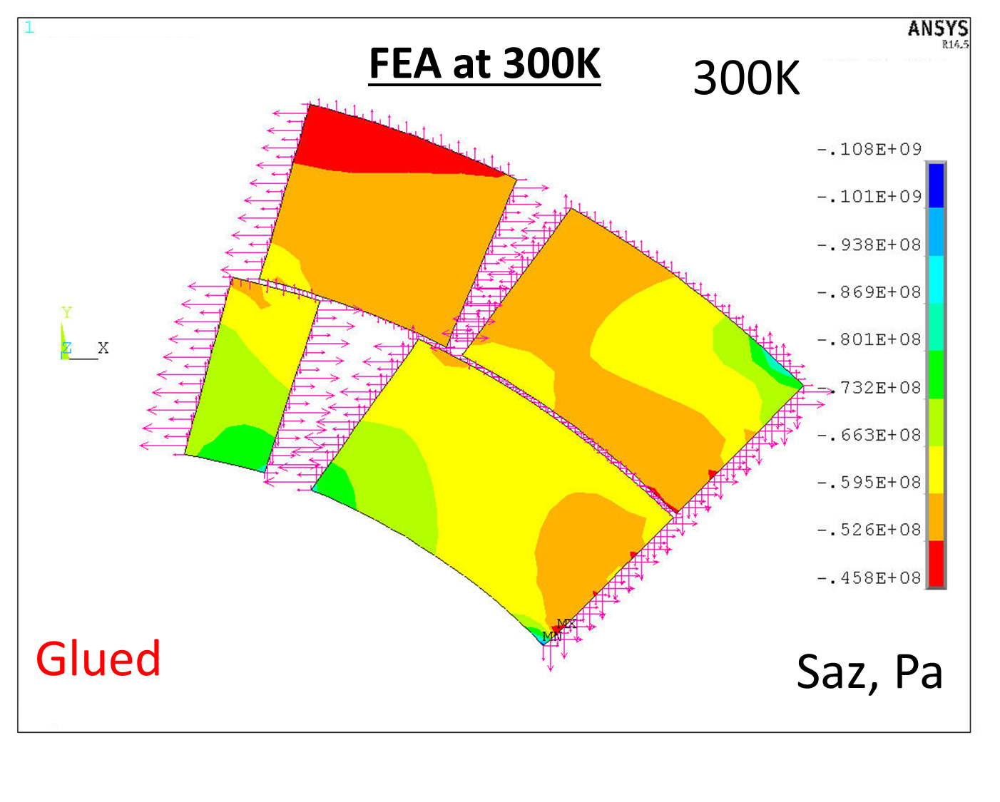 1
ANSYS
R14.5
FEA at 300K
300K
-.108E+09
-.101E+09
-.938E+08
-.869E+08
-.801E+08
-.732E+08
-.663E+08
-.595E+08
-.526E+08
-.458E+08
Y
Z X
MX
MN
Glued
Saz, Pa